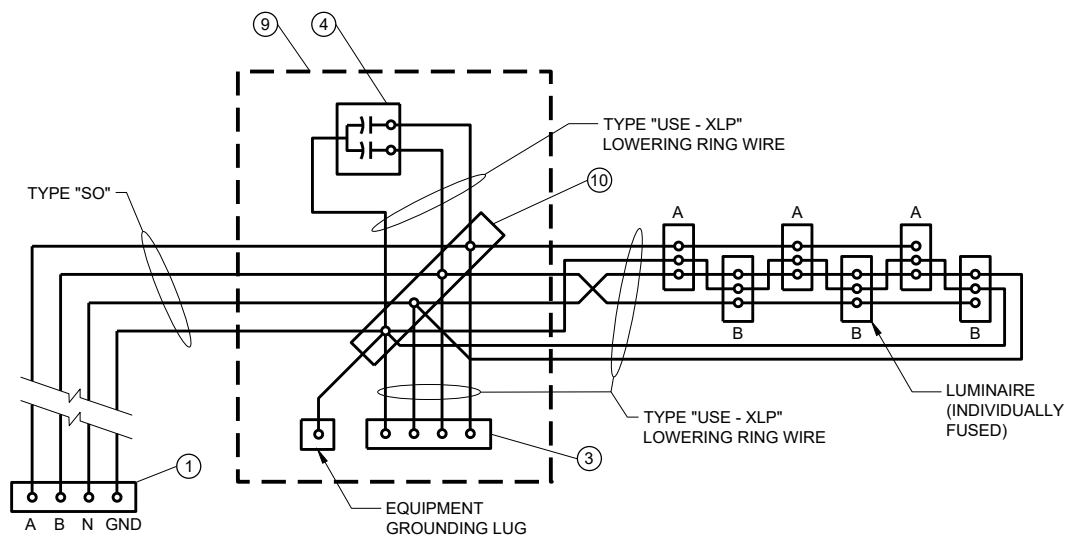 9
4
TYPE "USE - XLP"
LOWERING RING WIRE
10
TYPE "SO"
A
A
A
B
B
B
LUMINAIRE
(INDIVIDUALLY
FUSED)
TYPE "USE - XLP"
LOWERING RING WIRE
3
1
EQUIPMENT
GROUNDING LUG
A B N GND